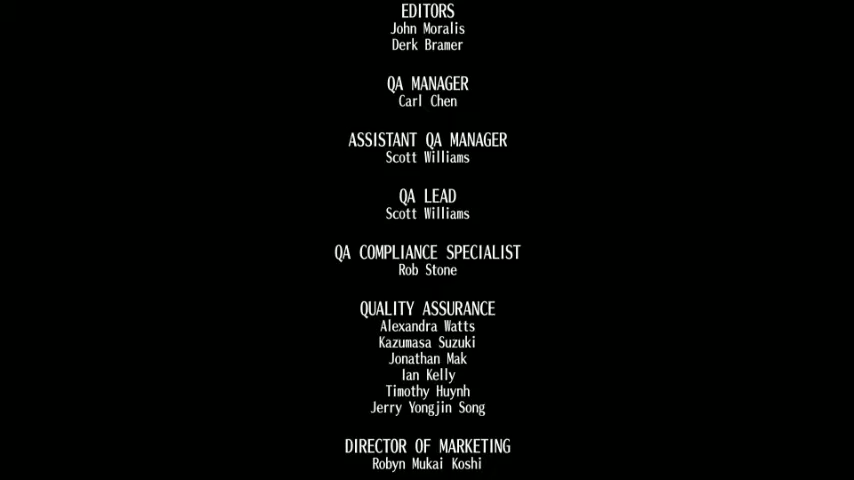 EDITORS
John Moralis
Derk Bramer
QA MANAGER
Carl Chen
ASSISTANT QA MANAGER
Scott Williams
QA LEAD
Scott Williams
QA COMPLIANCE SPECIALIST
Rob Stone
QUALITY ASSURANCE
Alexandra Watts
Kazumasa Suzuki
Jonathan Mak
Ian Kelly
Timothy Huynh
Jerry Yongjin Song
DIRECTOR OF MARKETING
Robyn Mukai Koshi